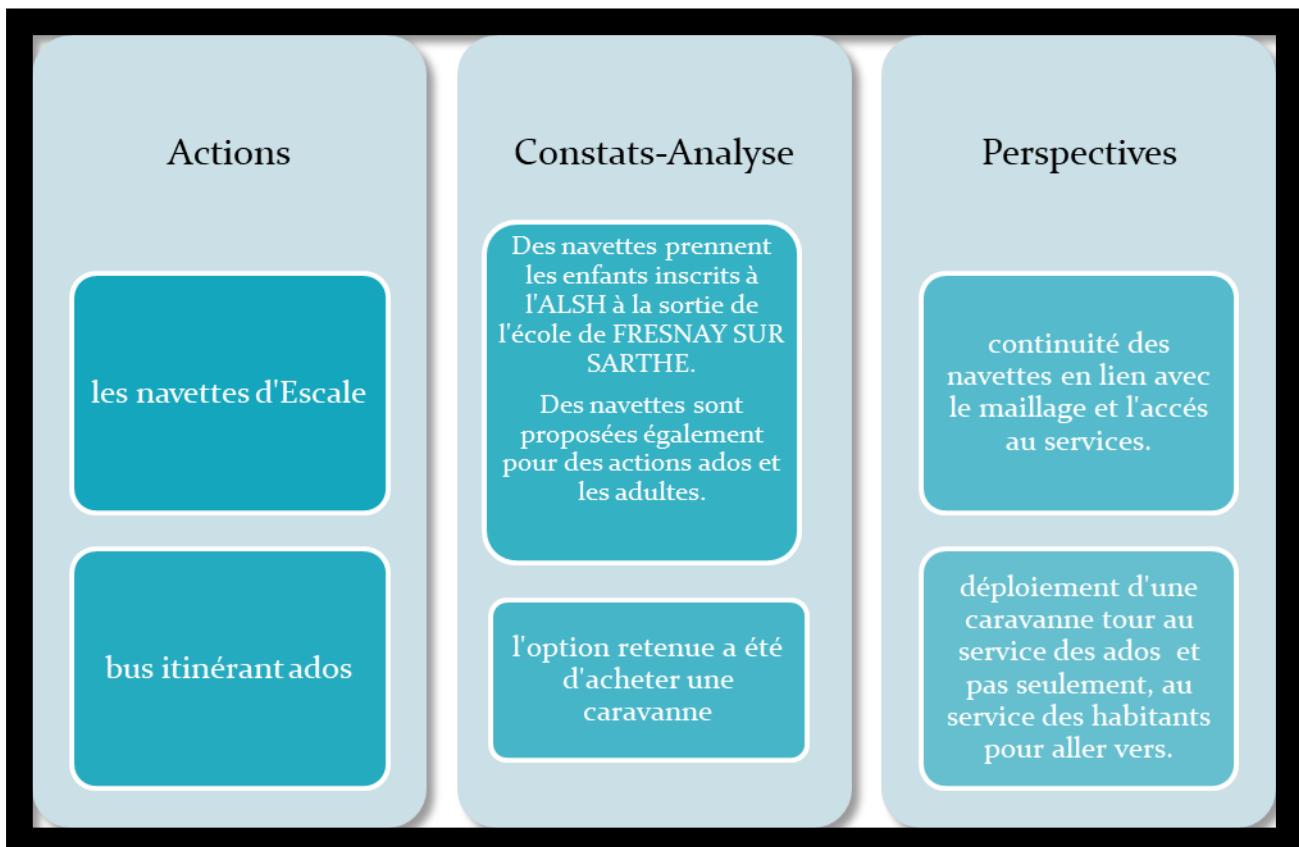 Actions
les navettes d'Escale
bus itinérant ados
Constats-Analyse
Des navettes prennent
les enfants inscrits à
l'ALSH à la sortie de
l'école de FRESNAY SUR
SARTHE.
Des navettes sont
proposées également
pour des actions ados et
les adultes.
l'option retenue a été
d'acheter une
caravanne
Perspectives
continuité des
navettes en lien avec
le maillage et l'accés
au services.
déploiement d'une
caravanne tour au
service des ados et
pas seulement, au
service des habitants
pour aller vers.